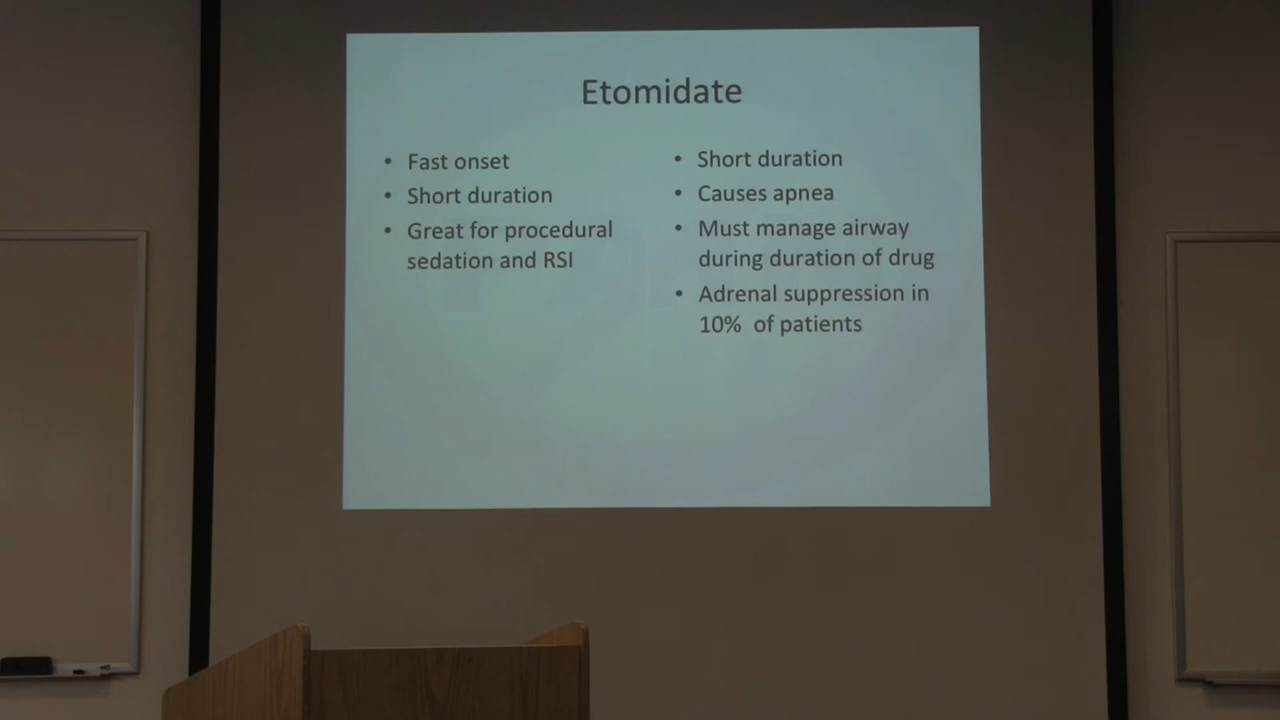 Etomidate
• Fast onset
• Short duration
• Great for procedural
sedation and RSI
• Short duration
• Causes apnea
• Must manage airway
during duration of drug
• Adrenal suppression in
10%  of patients